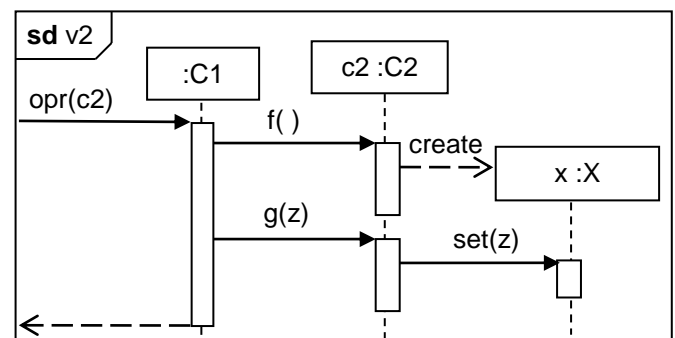 sd v2
:C1
c2 :C2
opr(c2)
f( )
create
x :X
g(z)
set(z)